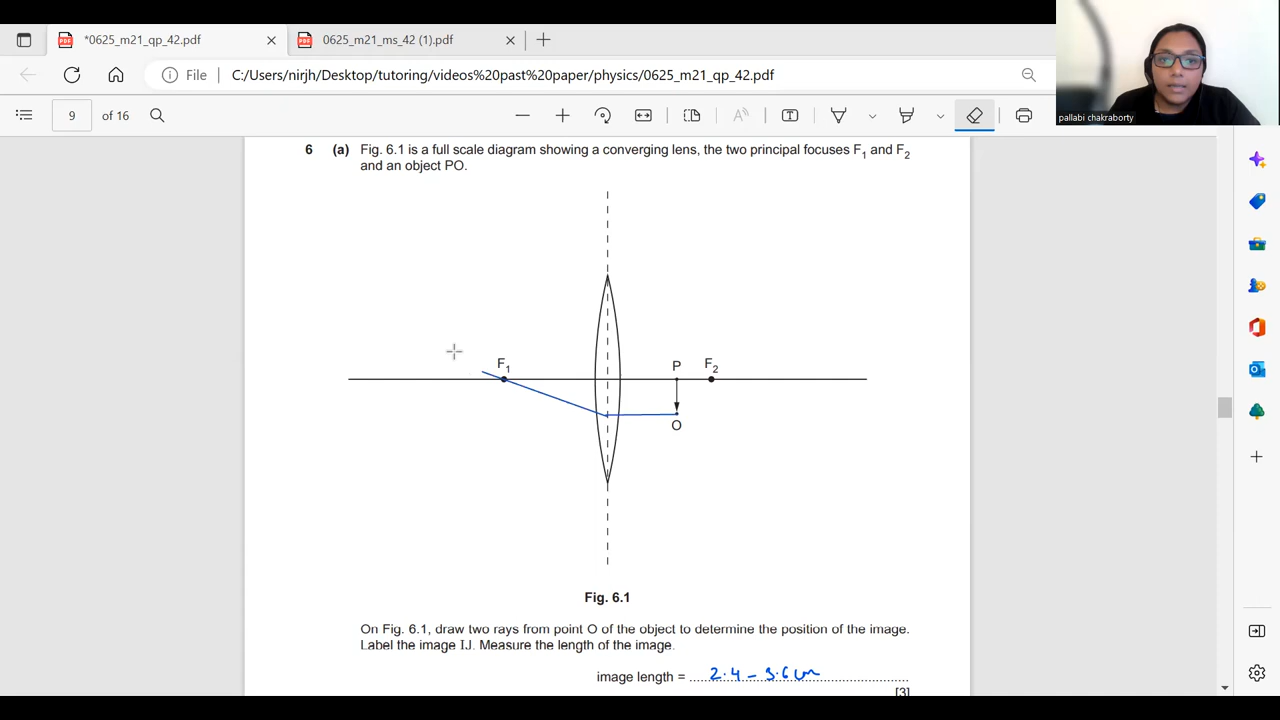 *0625_m21_qp_42.pdf
0625_m21_ms_42 (1).pdf
File
C:/Users/nirjh/Desktop/tutoring/videos%20past%20paper/physics/0625_m21_qp_42.pdf
pallabi chakraborty
9 of 16
6 (a) Fig. 6.1 is a full scale diagram showing a converging lens, the two principal focuses F1 and F2
and an object PO.
F1
P
F2
O
Fig. 6.1
On Fig. 6.1, draw two rays from point O of the object to determine the position of the image.
Label the image IJ. Measure the length of the image.
image length = 2.4 – 3.6 cm
[3]